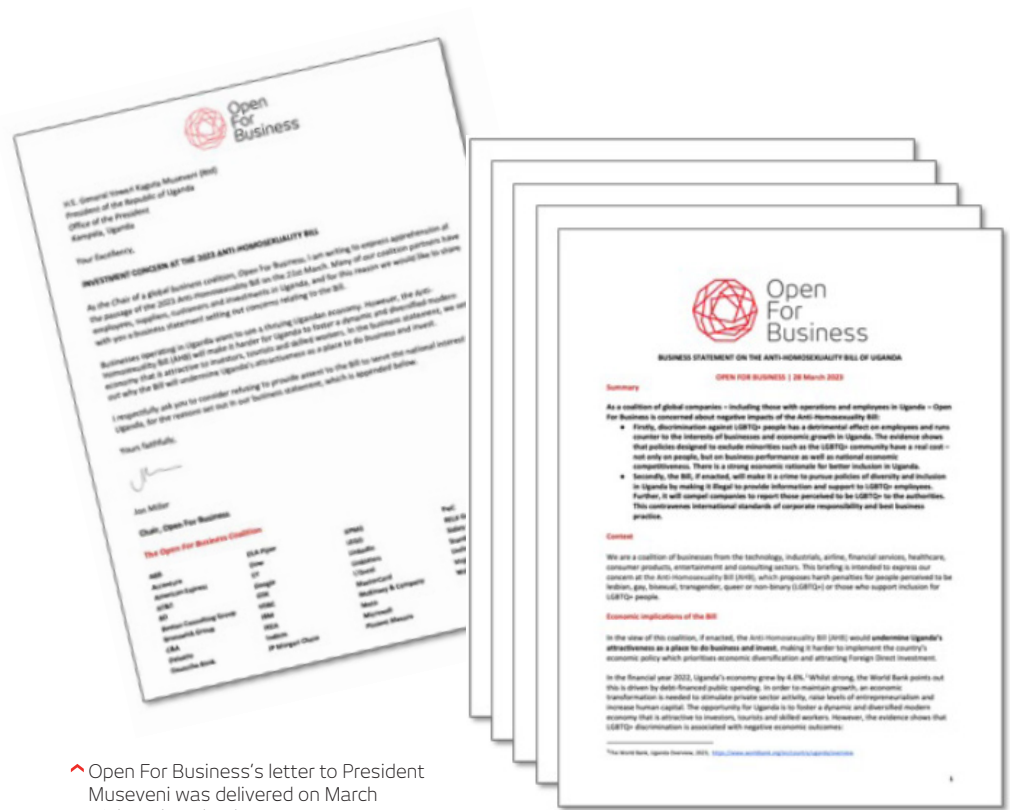 Open
For
Business
H.E. General Yoweri Kaguta Museveni (Rtd)
President of the Republic of Uganda
Office of the President
Kampala, Uganda
Your Excellency,
INVESTMENT CONCERN AT THE 2023 ANTI-HOMOSEXUALITY BILL
As the Chair of a global business coalition, Open For Business, I am writing to express apprehension at
the passage of the 2023 Anti-Homosexuality Bill on the 21st March. Many of our coalition partners have
employees, suppliers, customers and investments in Uganda, and for this reason we would like to share
with you a business statement setting out concerns relating to the Bill.
Businesses operating in Uganda want to see a thriving Ugandan economy. However, the Anti-
Homosexuality Bill (AHB) will make it harder for Uganda to foster a dynamic and diversified modern
economy that is attractive to investors, tourists and skilled workers. In the business statement, we set
out why the Bill will undermine Uganda's attractiveness as a place to do business and invest.
I respectfully ask you to consider refusing to provide assent to the Bill to serve the national interest
Uganda, for the reasons set out in our business statement, which is appended below.
Yours faithfully,
Jon Miller
Chair, Open For Business
The Open For Business Coalition
ABB
Accenture
American Express
AT&T
Boston Consulting Group
Brunswick Group
Deloitte
Deutsche Bank
DLA Piper
Dow
EY
Google
GSK
HSBC
IBM
IKEA
Inditex
JP Morgan Chase
KPMG
LEGO
LinkedIn
Linklaters
L'Oreal
MasterCard
McKinsey & Company
Meta
Microsoft
PwC
Open
For
Business
BUSINESS STATEMENT ON THE ANTI-HOMOSEXUALITY BILL OF UGANDA
OPEN FOR BUSINESS | 28 March 2023
Summary
As a coalition of global companies – including those with operations and employees in Uganda – Open
For Business is concerned about negative impacts of the Anti-Homosexuality Bill:
• Firstly, discrimination against LGBTQ+ people has a detrimental effect on employees and runs
counter to the interests of businesses and economic growth in Uganda. The evidence shows
that policies designed to exclude minorities such as the LGBTQ+ community have a real cost –
not only on people, but on business performance as well as national economic
competitiveness. There is a strong economic rationale for better inclusion in Uganda.
• Secondly, the Bill, if enacted, will make it a crime to pursue policies of diversity and inclusion
in Uganda by making it illegal to provide information and support to LGBTQ+ employees.
Further, it will compel companies to report those perceived to be LGBTQ+ to the authorities.
This contravenes international standards of corporate responsibility and best business
practice.
Context
We are a coalition of businesses from the technology, industrials, airline, financial services, healthcare,
consumer products, entertainment and consulting sectors. This briefing is intended to express our
concern at the Anti-Homosexuality Bill (AHB), which proposes harsh penalties for people perceived to be
lesbian, gay, bisexual, transgender, queer or non-binary (LGBTQ+) or those who support inclusion for
LGBTQ+ people.
Economic implications of the Bill
In the view of this coalition, if enacted, the Anti-Homosexuality Bill (AHB) would undermine Uganda's
attractiveness as a place to do business and invest, making it harder to implement the country's
economic policy which prioritises economic diversification and attracting Foreign Direct Investment.
In the financial year 2022, Uganda's economy grew by 4.6%.¹ Whilst strong, the World Bank points out
this is driven by debt-financed public spending. In order to maintain growth, an economic
transformation is needed to stimulate private sector activity, raise levels of entrepreneurialism and
increase human capital. The opportunity for Uganda is to foster a dynamic and diversified modern
economy that is attractive to investors, tourists and skilled workers. However, the evidence shows that
LGBTQ+ discrimination is associated with negative economic outcomes:
¹ The World Bank, Uganda Overview, 2023, https://www.worldbank.org/en/country/uganda/overview
Open For Business's letter to President
Museveni was delivered on March